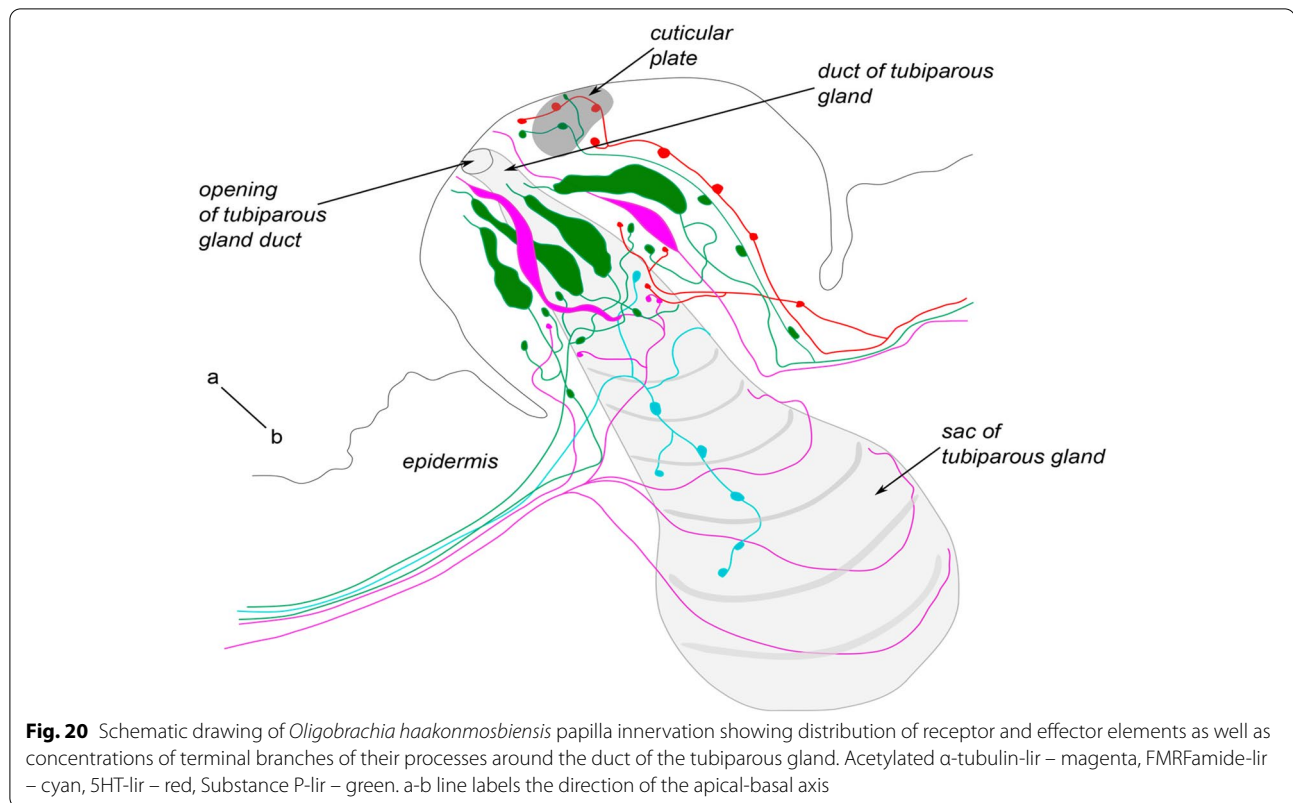 cuticular
plate
duct of tubiparous
gland
opening
of tubiparous
gland duct
a
b
epidermis
sac of
tubiparous gland
Fig. 20 Schematic drawing of Oligobrachia haakonmosbiensis papilla innervation showing distribution of receptor and effector elements as well as
concentrations of terminal branches of their processes around the duct of the tubiparous gland. Acetylated α-tubulin-lir – magenta, FMRFamide-lir
– cyan, 5HT-lir – red, Substance P-lir – green. a-b line labels the direction of the apical-basal axis